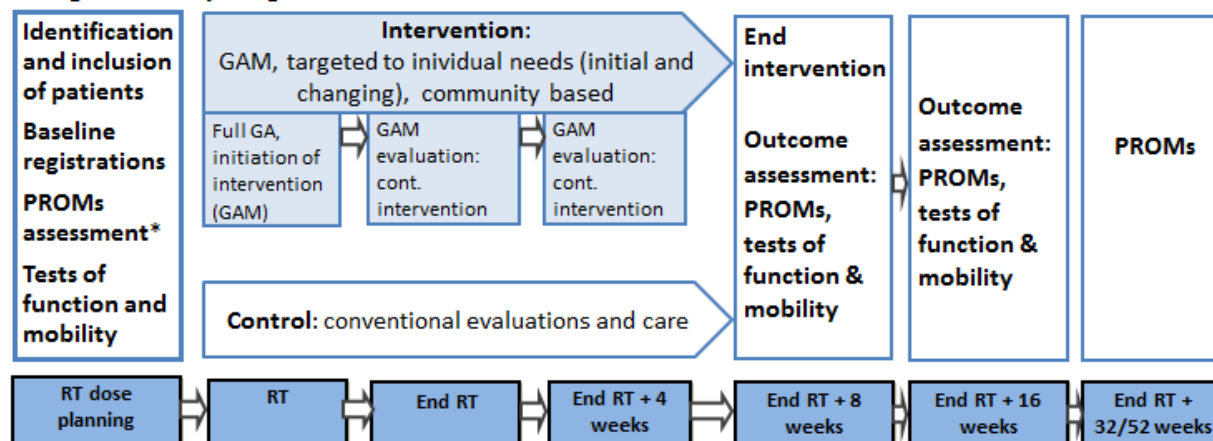 Identification
and inclusion
of patients
Baseline
registrations
PROMs
assessment*
Tests of
function and
mobility
Intervention:
GAM, targeted to inividual needs (initial and
changing), community based
Full GA,
initiation of
intervention
(GAM)
GAM
evaluation:
cont.
intervention
GAM
evaluation:
cont.
intervention
Control: conventional evaluations and care
End
intervention
Outcome
assessment:
PROMs,
tests of
function &
mobility
Outcome
assessment:
PROMs,
tests of
function &
mobility
PROMs
RT dose
planning
RT
End RT
End RT + 4
weeks
End RT + 8
weeks
End RT + 16
weeks
End RT +
32/52 weeks